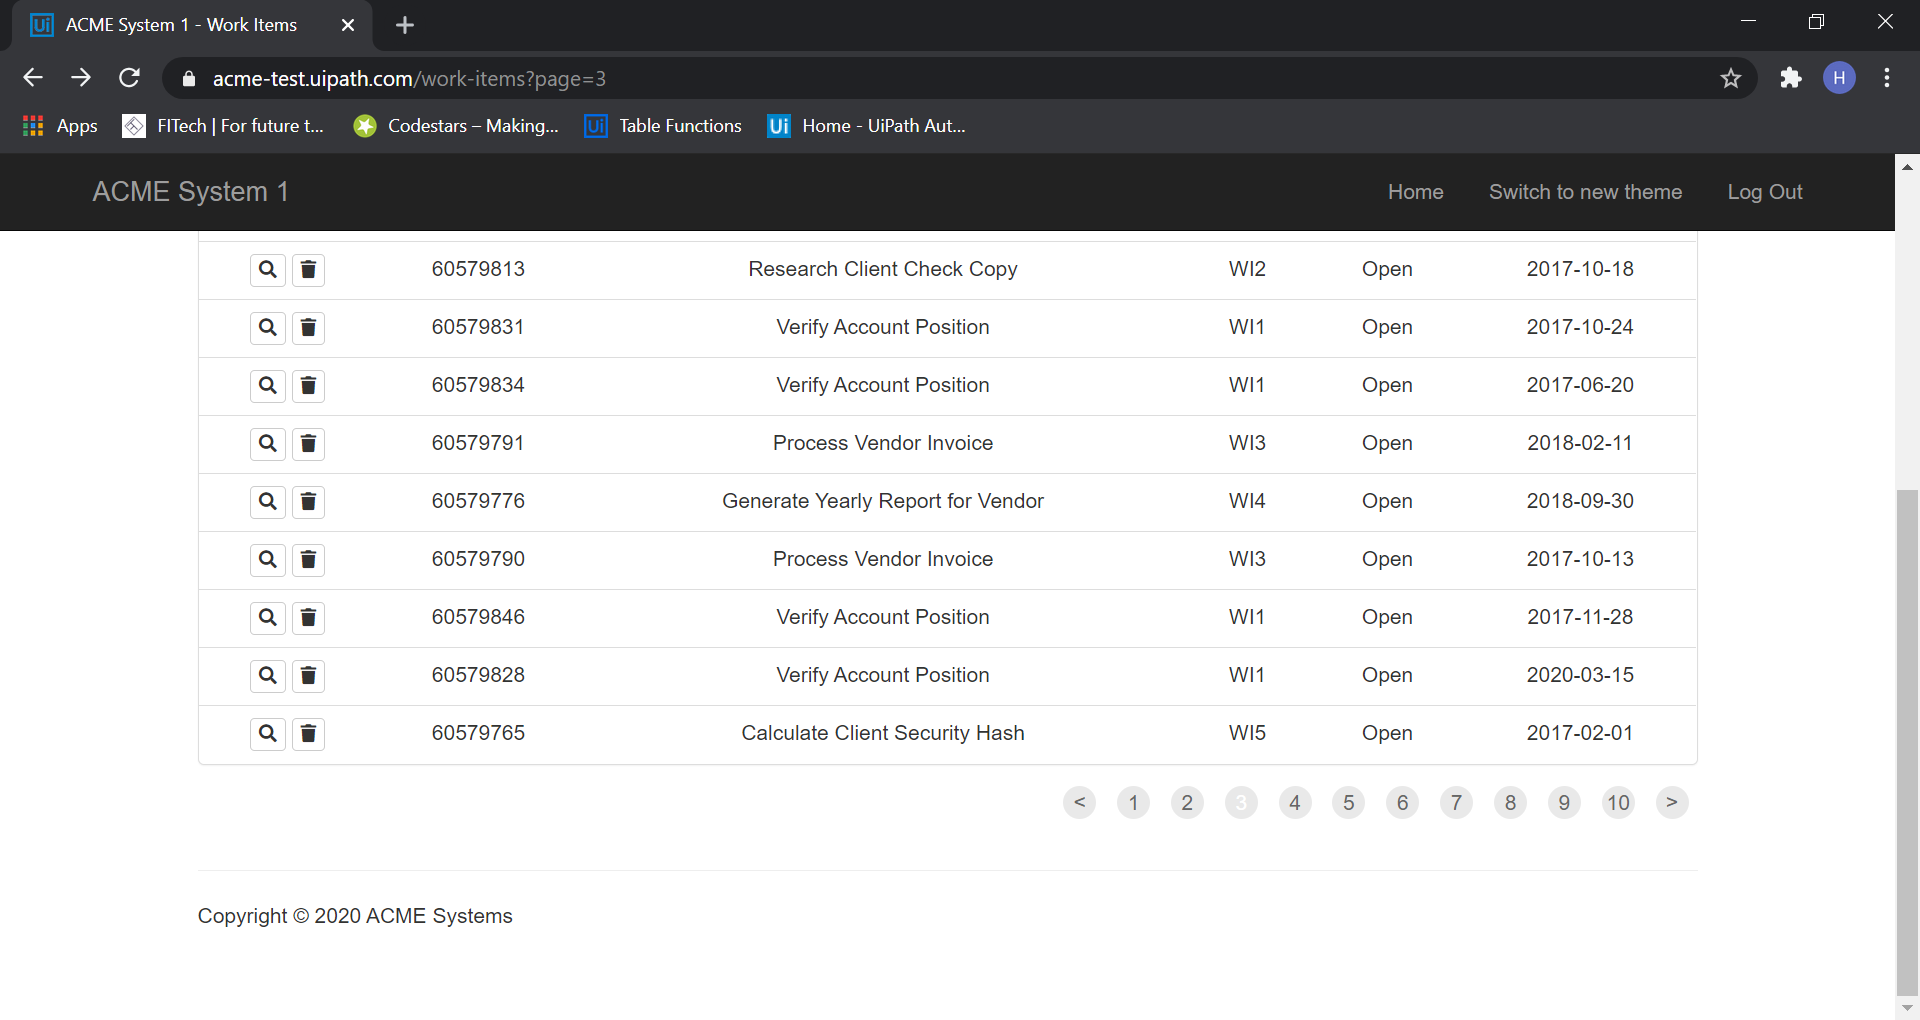 ACME System 1 - Work Items
acme-test.uipath.com/work-items?page=3
H
Apps FITech | For future t... Codestars – Making... Ui Table Functions Ui Home - UiPath Aut...
ACME System 1 Home Switch to new theme Log Out
60579813 Research Client Check Copy WI2 Open 2017-10-18
60579831 Verify Account Position WI1 Open 2017-10-24
60579834 Verify Account Position WI1 Open 2017-06-20
60579791 Process Vendor Invoice WI3 Open 2018-02-11
60579776 Generate Yearly Report for Vendor WI4 Open 2018-09-30
60579790 Process Vendor Invoice WI3 Open 2017-10-13
60579846 Verify Account Position WI1 Open 2017-11-28
60579828 Verify Account Position WI1 Open 2020-03-15
60579765 Calculate Client Security Hash WI5 Open 2017-02-01
< 1 2 3 4 5 6 7 8 9 10 >
Copyright © 2020 ACME Systems